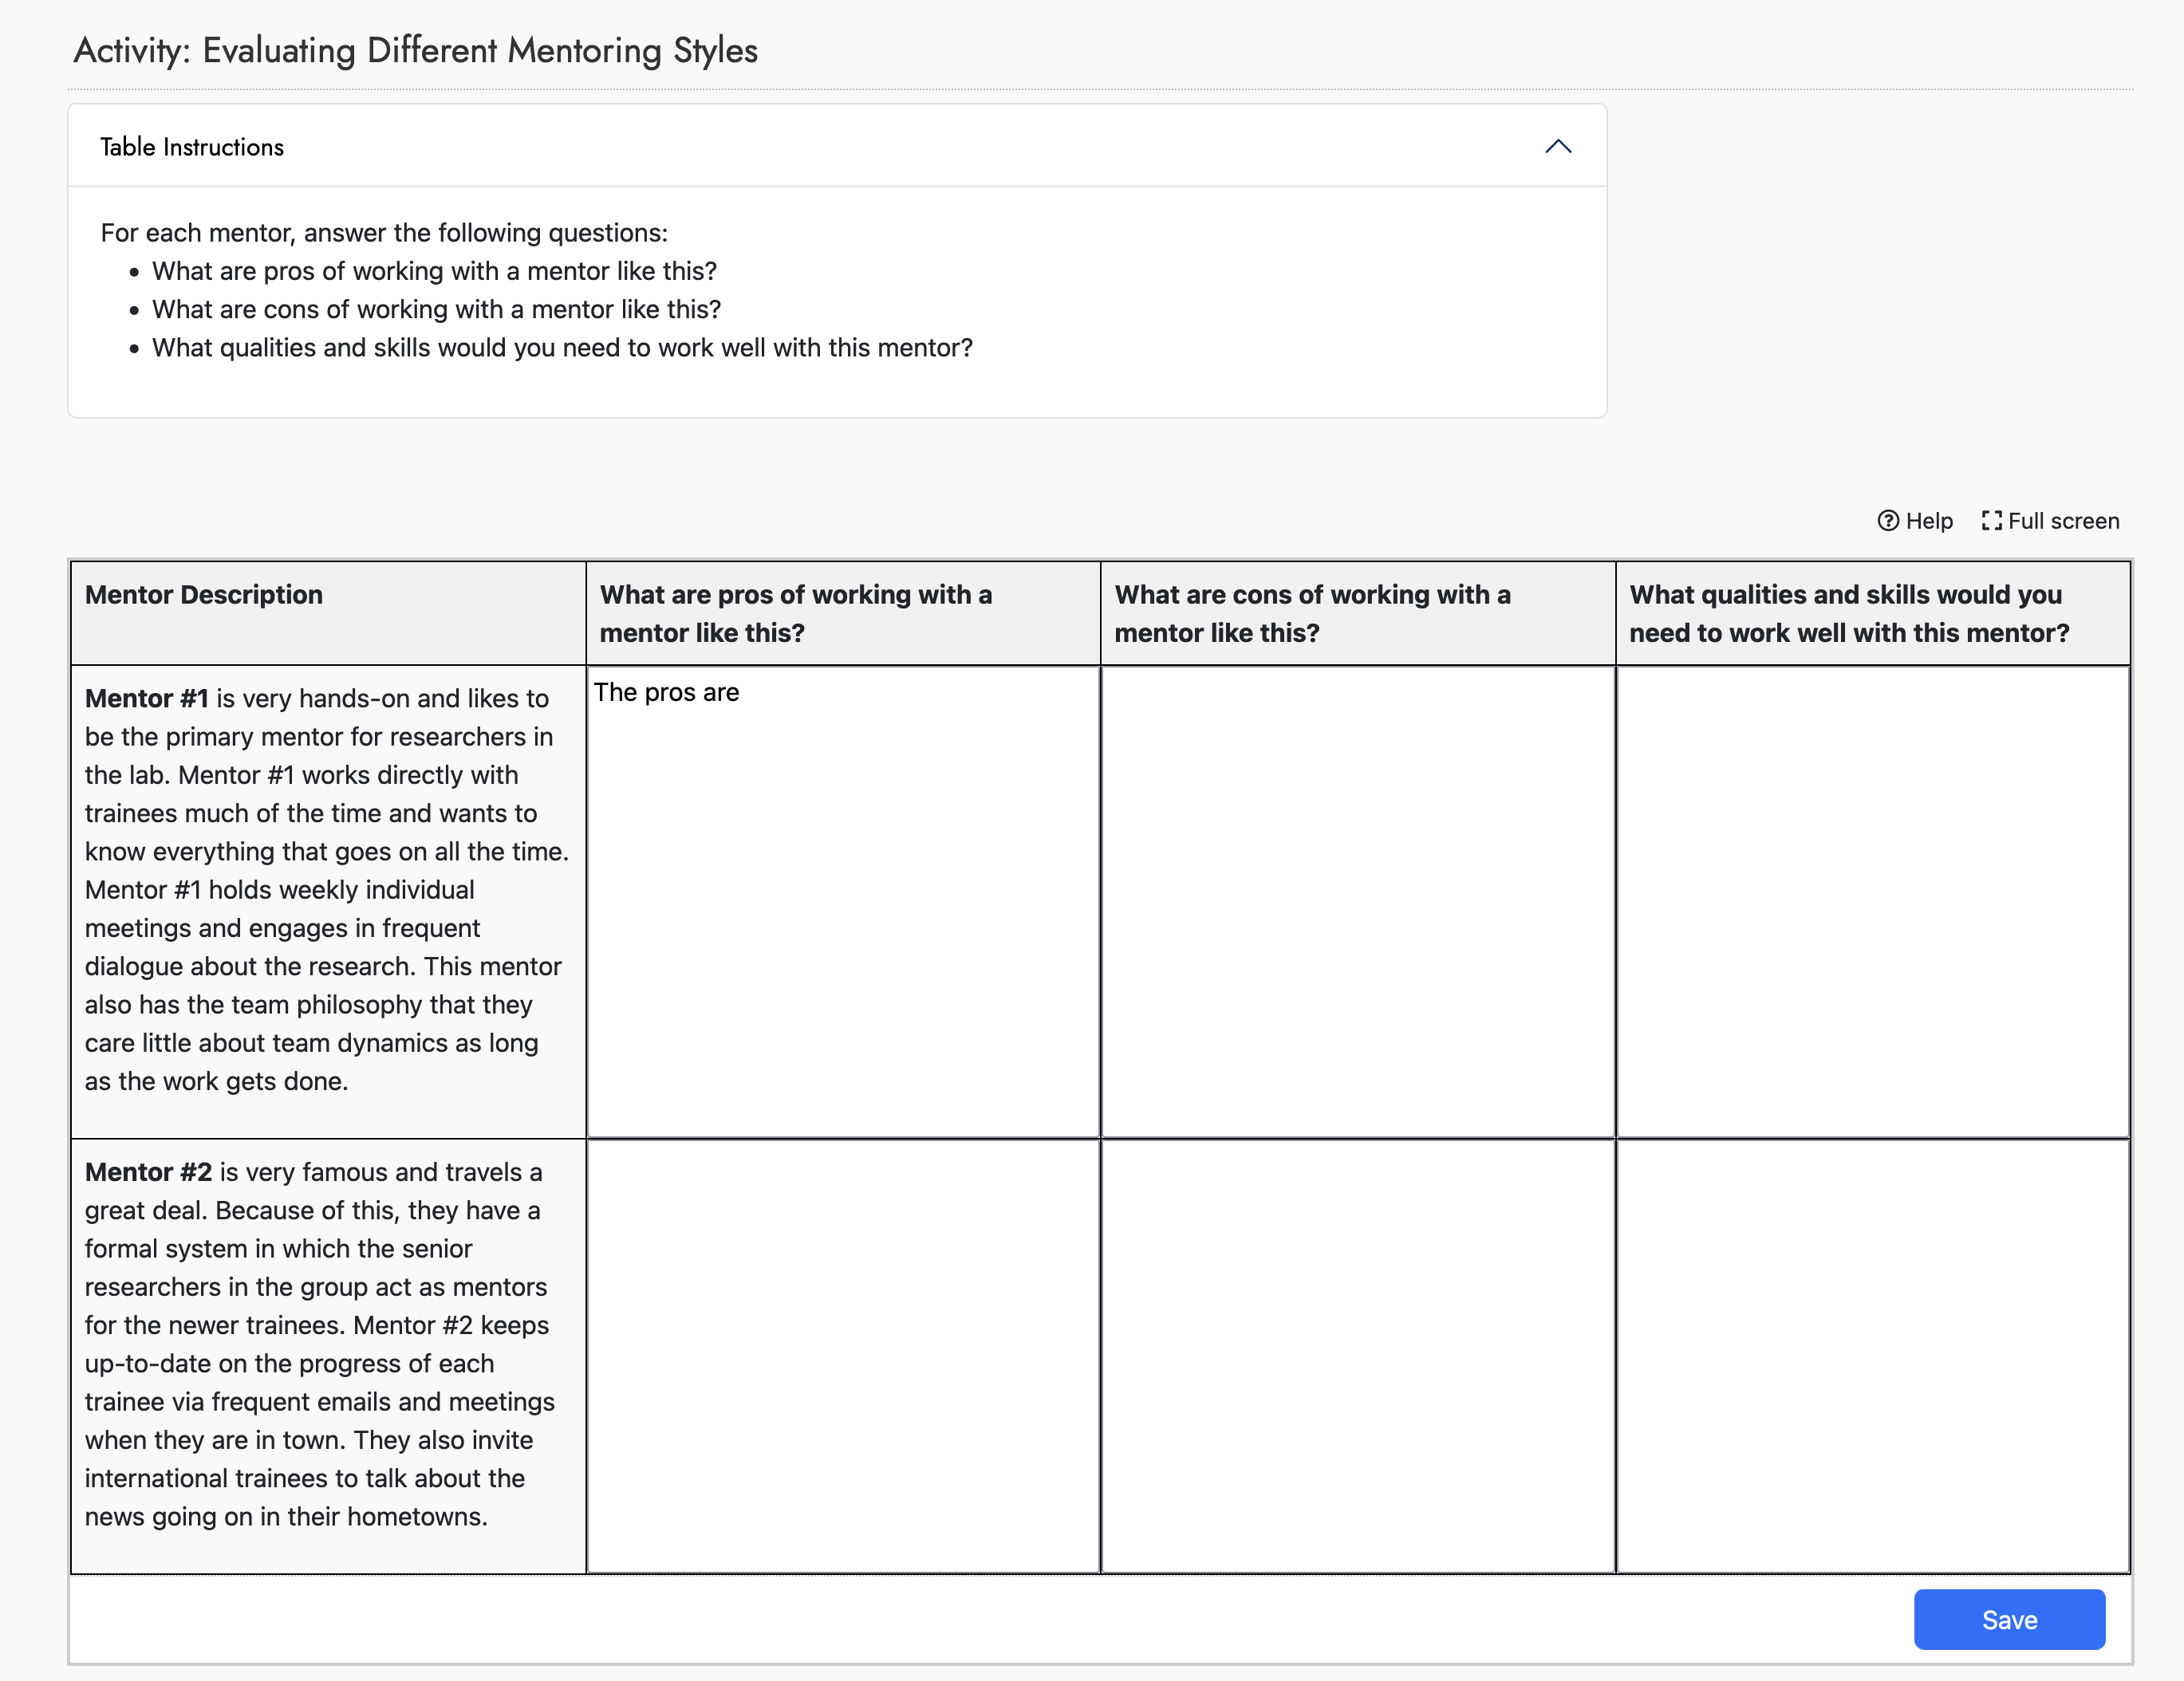 Activity: Evaluating Different Mentoring Styles
Table Instructions
For each mentor, answer the following questions:
• What are pros of working with a mentor like this?
• What are cons of working with a mentor like this?
• What qualities and skills would you need to work well with this mentor?
Help
Full screen
Mentor Description
What are pros of working with a
mentor like this?
What are cons of working with a
mentor like this?
What qualities and skills would you
need to work well with this mentor?
Mentor #1 is very hands-on and likes to
be the primary mentor for researchers in
the lab. Mentor #1 works directly with
trainees much of the time and wants to
know everything that goes on all the time.
Mentor #1 holds weekly individual
meetings and engages in frequent
dialogue about the research. This mentor
also has the team philosophy that they
care little about team dynamics as long
as the work gets done.
The pros are
Mentor #2 is very famous and travels a
great deal. Because of this, they have a
formal system in which the senior
researchers in the group act as mentors
for the newer trainees. Mentor #2 keeps
up-to-date on the progress of each
trainee via frequent emails and meetings
when they are in town. They also invite
international trainees to talk about the
news going on in their hometowns.
Save